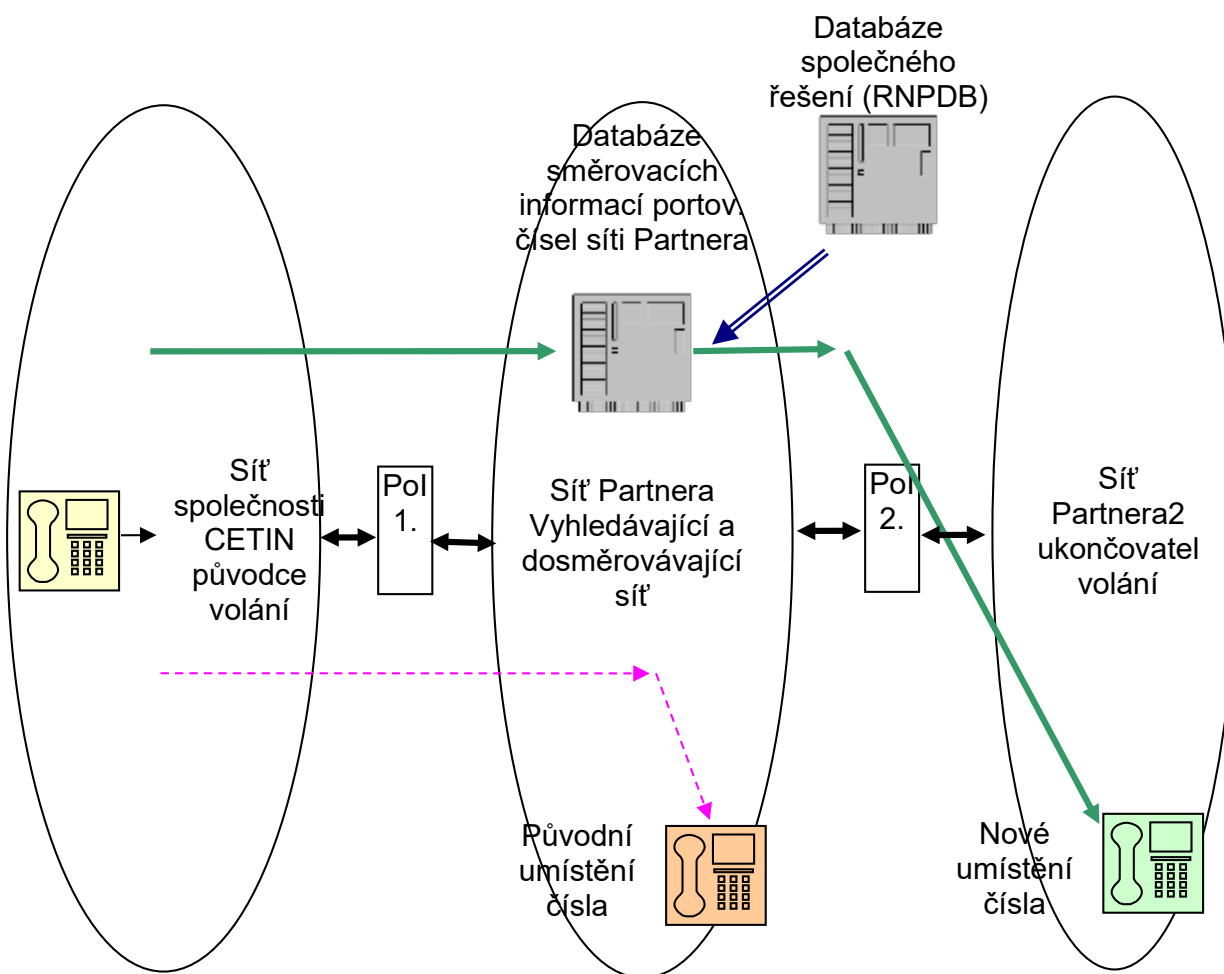 Databáze
společného
řešení (RNPDB)
Databáze
směrovacích
informací portov.
čísel síti Partnera
Síť
společnosti
CETIN
původce
volání
PoI
1.
Síť Partnera
Vyhledávající a
dosměrovávající
síť
PoI
2.
Síť
Partnera2
ukončovatel
volání
Původní
umístění
čísla
Nové
umístění
čísla